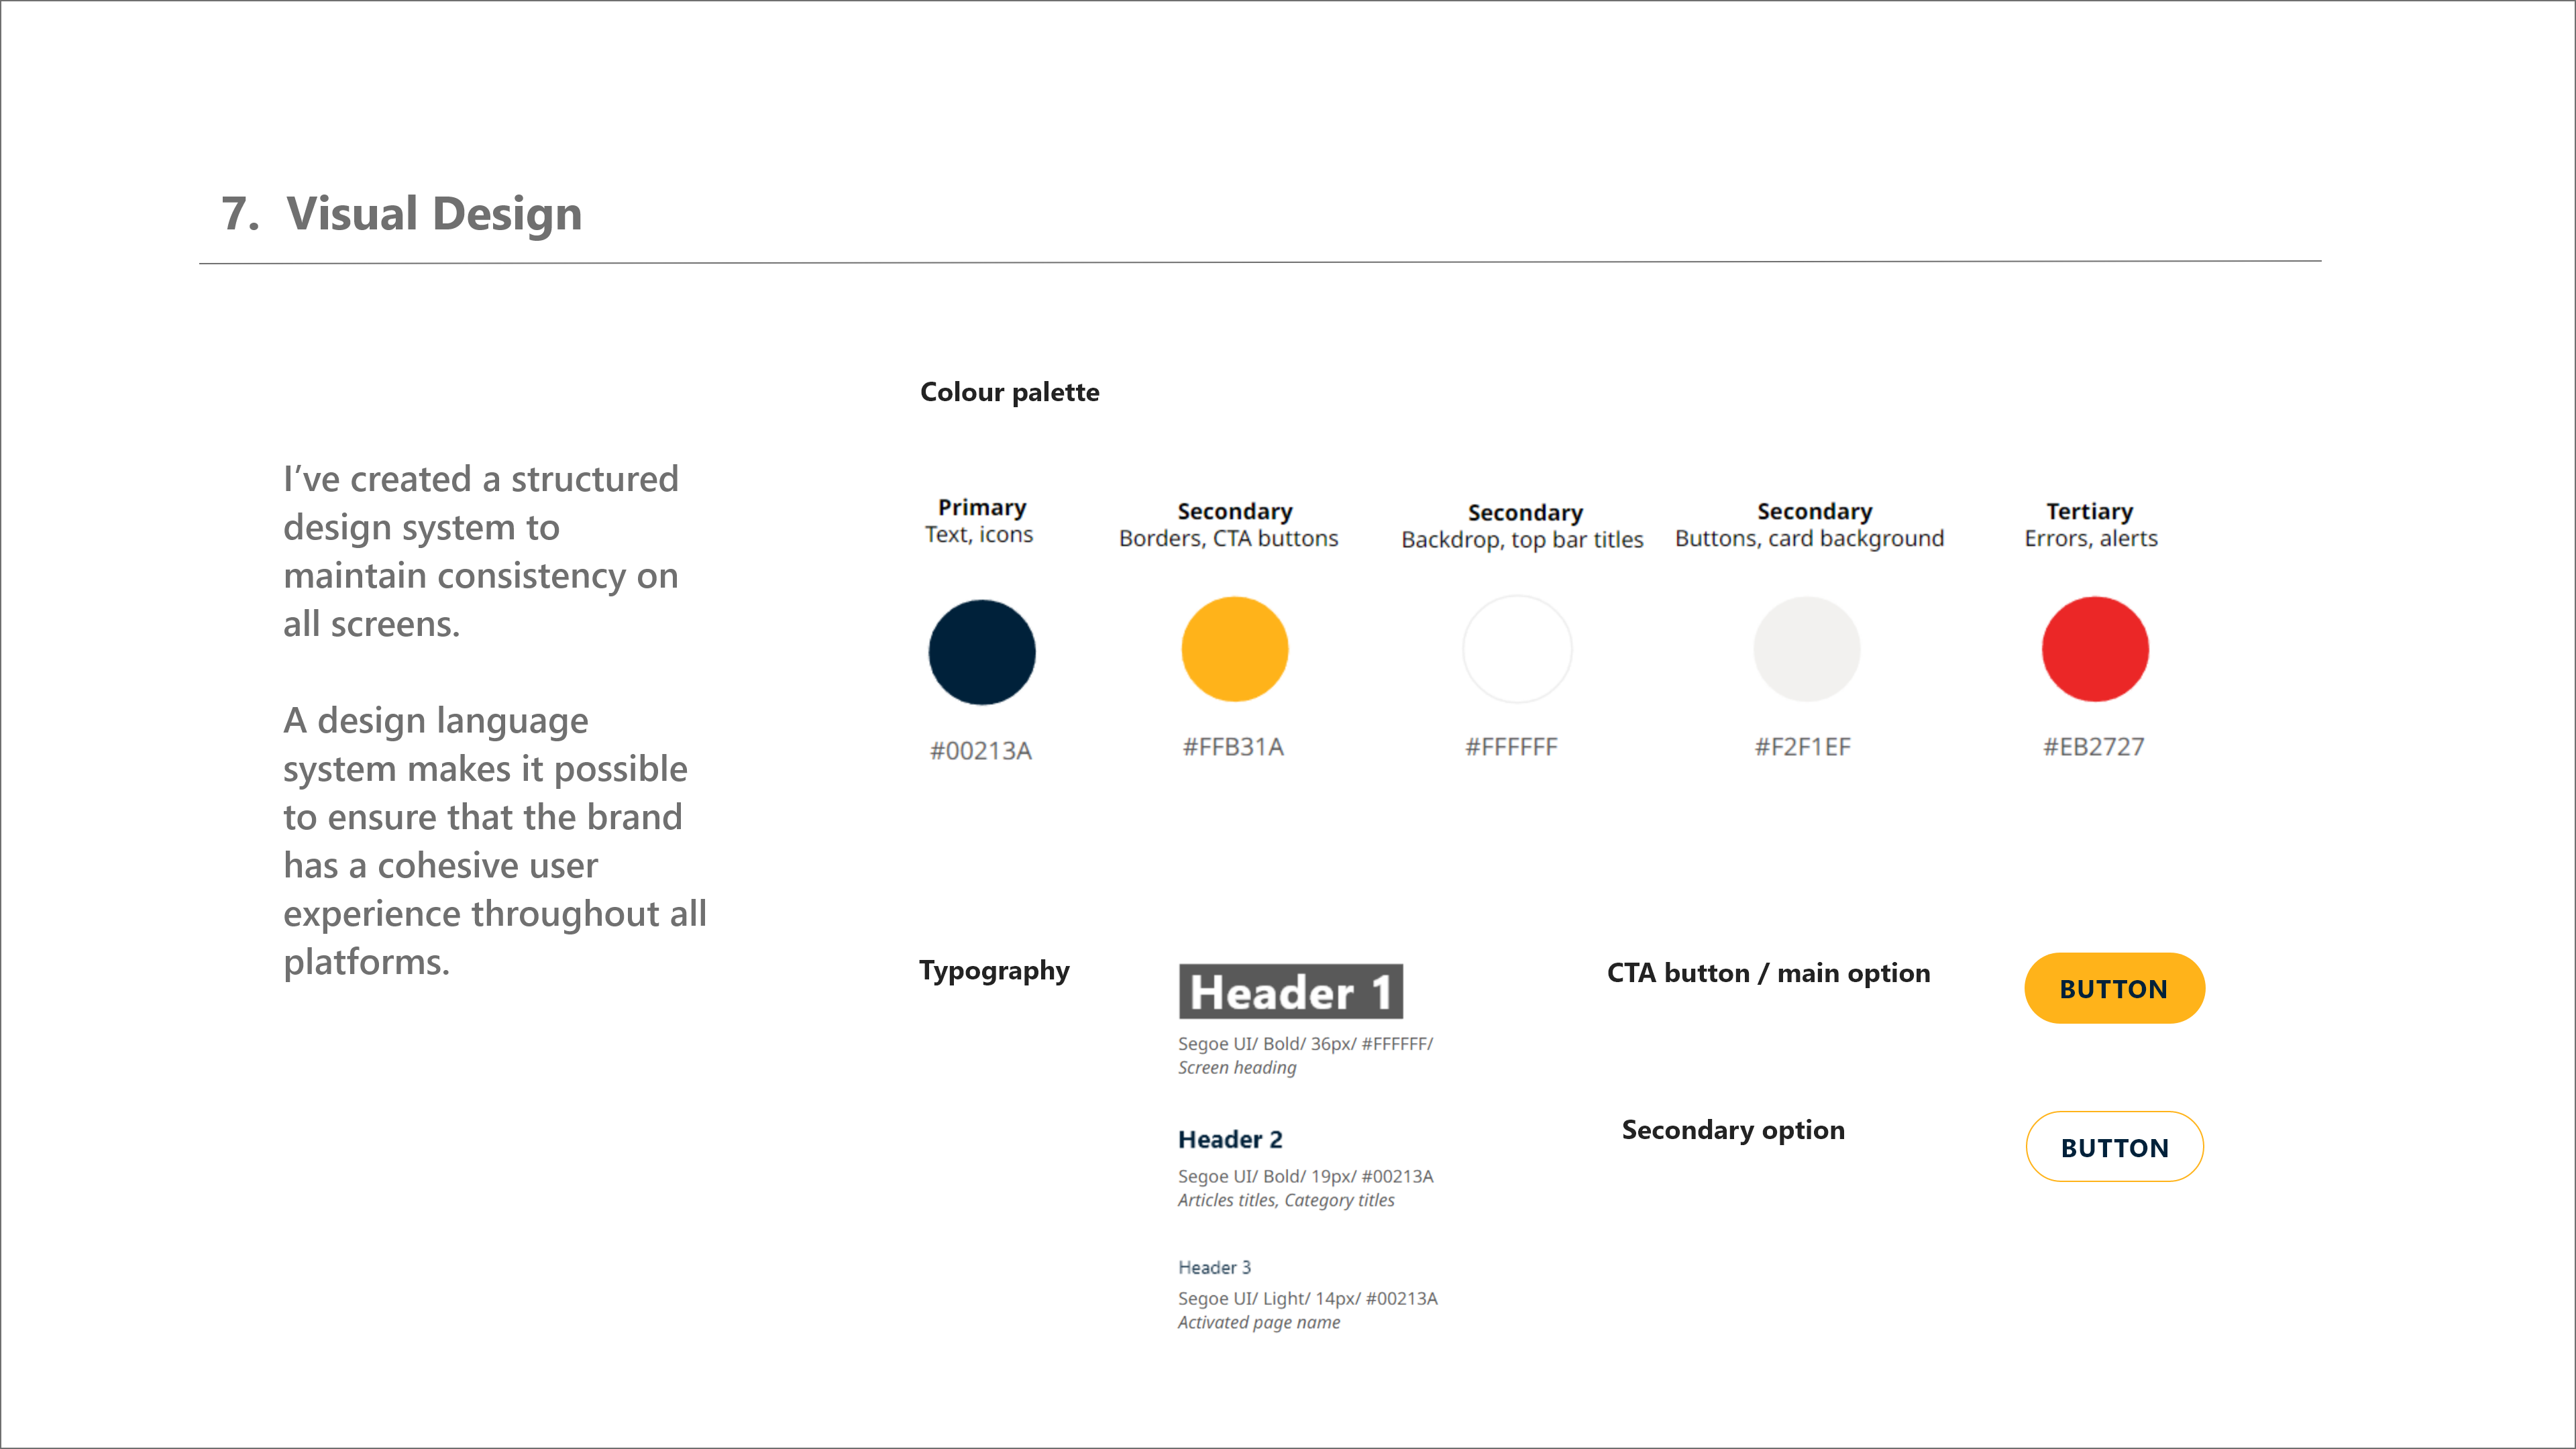 7. Visual Design
I’ve created a structured
design system to
maintain consistency on
all screens.
A design language
system makes it possible
to ensure that the brand
has a cohesive user
experience throughout all
platforms.
Colour palette
Primary
Text, icons
#00213A
Secondary
Borders, CTA buttons
#FFB31A
Secondary
Backdrop, top bar titles
#FFFFFF
Secondary
Buttons, card background
#F2F1EF
Tertiary
Errors, alerts
#EB2727
Typography
Header 1
Segoe UI/ Bold/ 36px/ #FFFFFF/
Screen heading
Header 2
Segoe UI/ Bold/ 19px/ #00213A
Articles titles, Category titles
Header 3
Segoe UI/ Light/ 14px/ #00213A
Activated page name
CTA button / main option
BUTTON
Secondary option
BUTTON